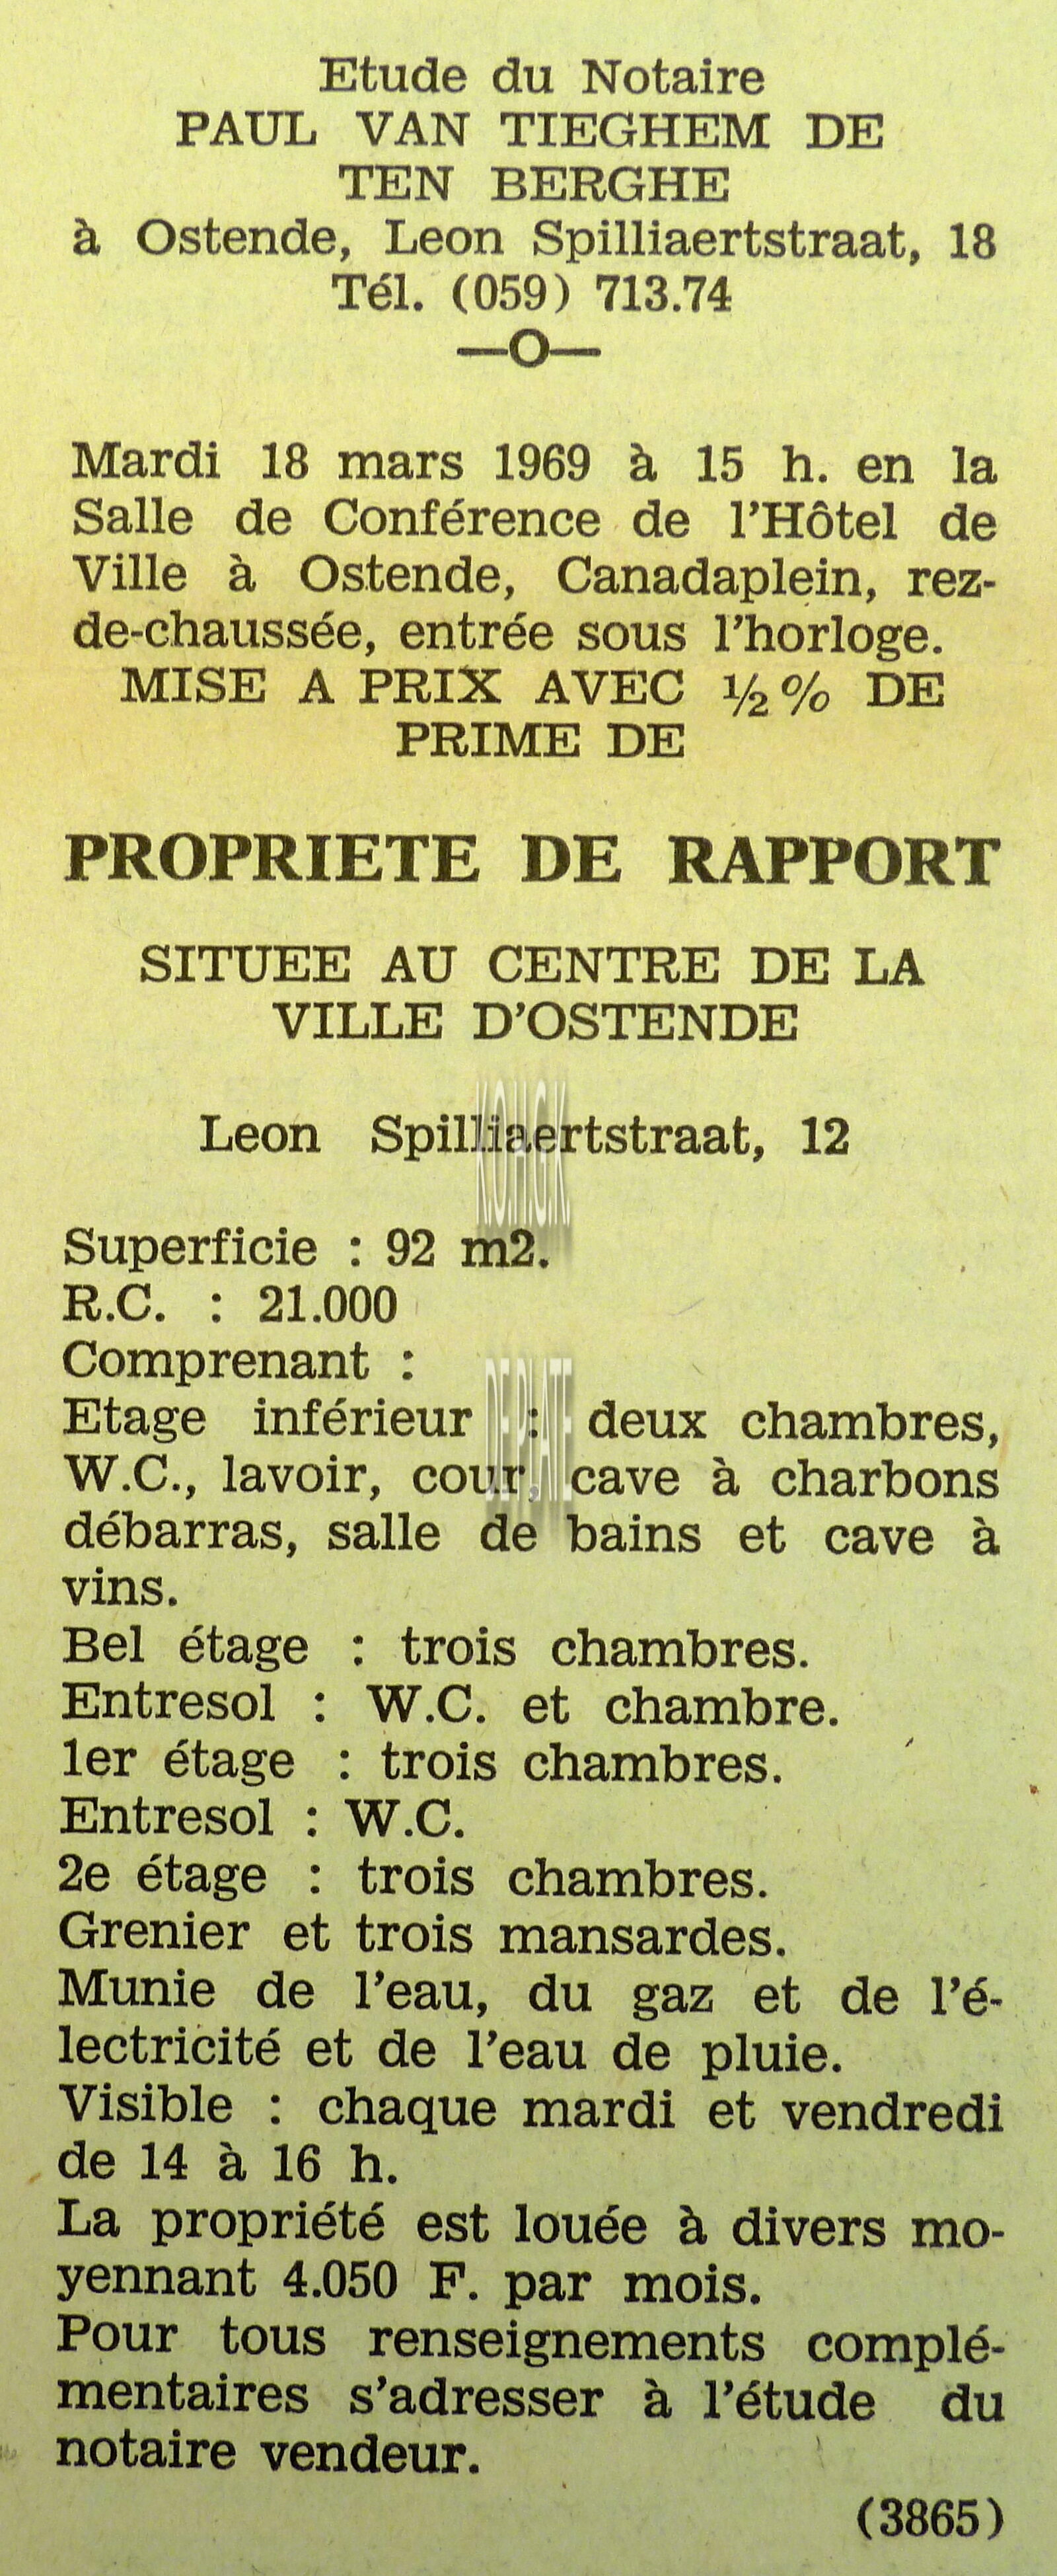 Etude du Notaire
PAUL VAN TIEGHEM DE
TEN BERGHE
à Ostende, Leon Spilliaertstraat, 18
Tél. (059) 713.74
—O—
Mardi 18 mars 1969 à 15 h. en la
Salle de Conférence de l'Hôtel de
Ville à Ostende, Canadaplein, rez-
de-chaussée, entrée sous l'horloge.
MISE A PRIX AVEC ½% DE
PRIME DE
PROPRIETE DE RAPPORT
SITUEE AU CENTRE DE LA
VILLE D'OSTENDE
Leon Spilliaertstraat, 12
K.O.H.G.K.
Superficie : 92 m2.
R.C. : 21.000
Comprenant :
DE PLATE
Etage inférieur : deux chambres,
W.C., lavoir, cour, cave à charbons
débarras, salle de bains et cave à
vins.
Bel étage : trois chambres.
Entresol : W.C. et chambre.
1er étage : trois chambres.
Entresol : W.C.
2e étage : trois chambres.
Grenier et trois mansardes.
Munie de l'eau, du gaz et de l'é-
lectricité et de l'eau de pluie.
Visible : chaque mardi et vendredi
de 14 à 16 h.
La propriété est louée à divers mo-
yennant 4.050 F. par mois.
Pour tous renseignements complé-
mentaires s'adresser à l'étude du
notaire vendeur.
(3865)